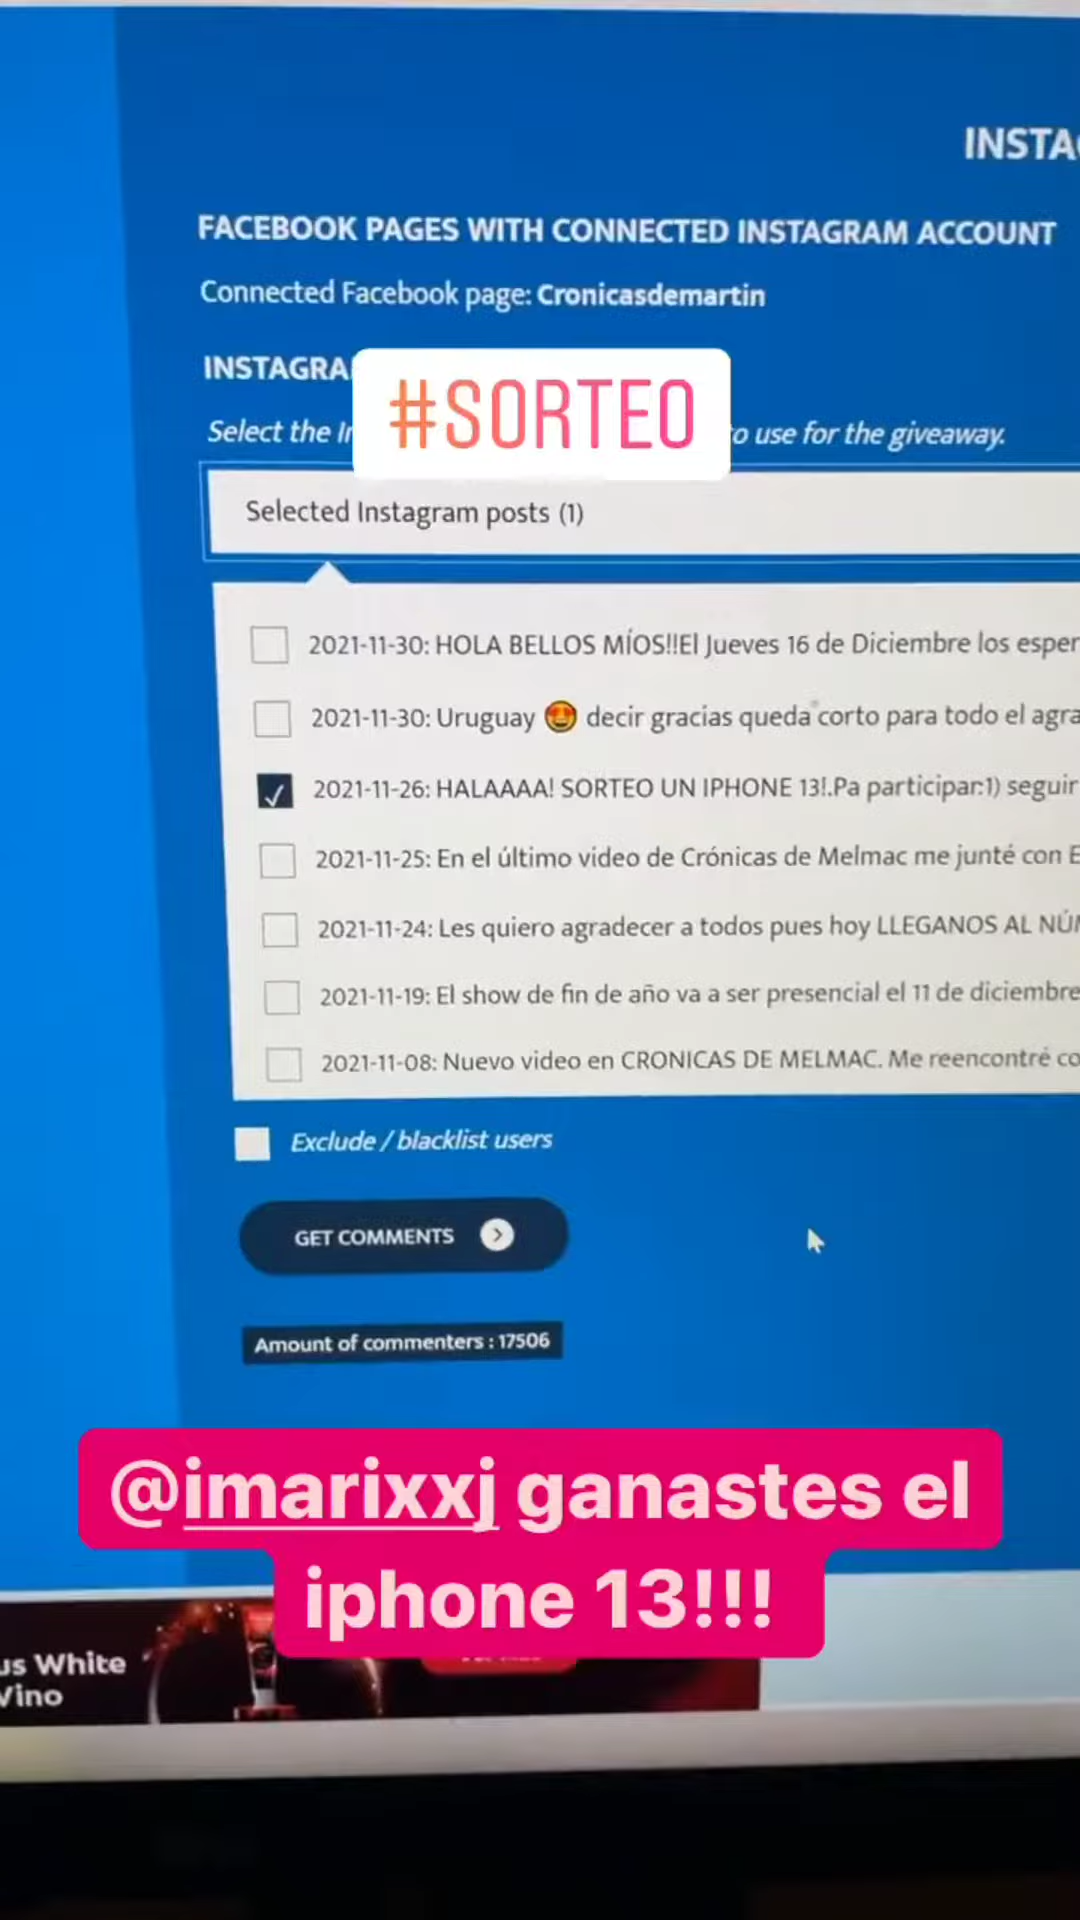 INSTA
FACEBOOK PAGES WITH CONNECTED INSTAGRAM ACCOUNT
Connected Facebook page: Cronicasdemartin
INSTAGRA
#SORTEO
Select the I
o use for the giveaway.
Selected Instagram posts (1)
2021-11-30: HOLA BELLOS MÍOS!!El Jueves 16 de Diciembre los esper
2021-11-30: Uruguay 🤩 decir gracias queda corto para todo el agra
2021-11-26: HALAAAA! SORTEO UN IPHONE 13!.Pa participar:1) seguir
2021-11-25: En el último video de Crónicas de Melmac me junté con E
2021-11-24: Les quiero agradecer a todos pues hoy LLEGANOS AL NÚ
2021-11-19: El show de fin de año va a ser presencial el 11 de diciembre
2021-11-08: Nuevo video en CRONICAS DE MELMAC. Me reencontré co
Exclude / blacklist users
GET COMMENTS
Amount of commenters : 17506
@imarixxj ganastes el
iphone 13!!!
us White
Vino